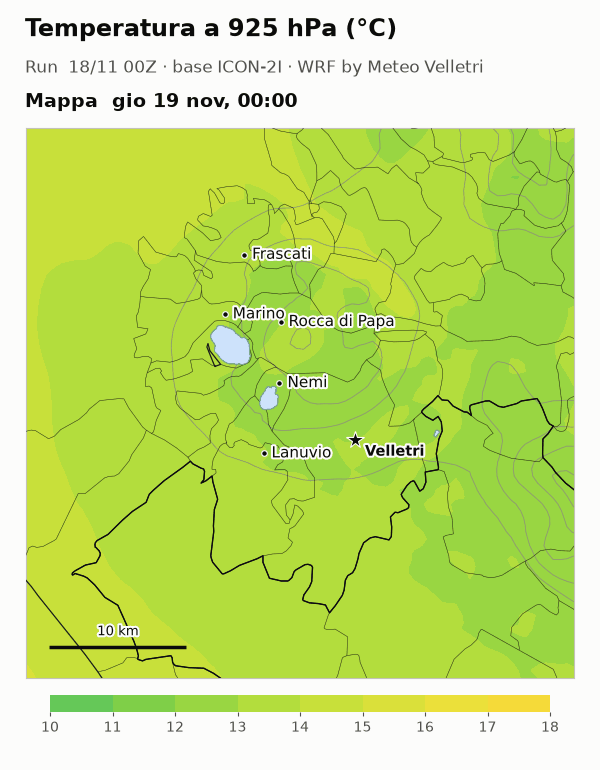 Temperatura a 925 hPa (°C)
Run  18/11 00Z · base ICON-2I · WRF by Meteo Velletri
Mappa  gio 19 nov, 00:00
Frascati
Marino
Rocca di Papa
Nemi
Velletri
Lanuvio
10 km
10 11 12 13 14 15 16 17 18